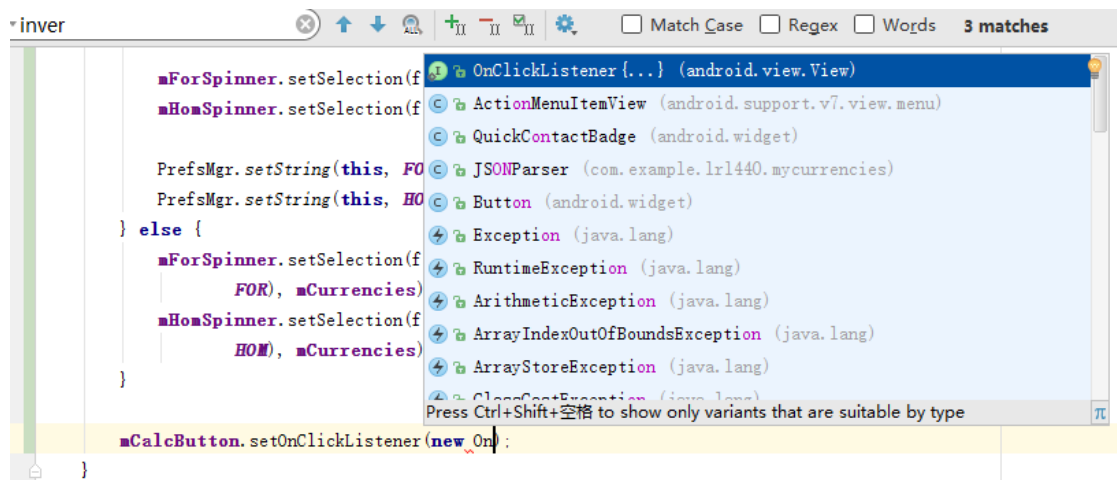 inver Match Case Regex Words 3 matches
mForSpinner.setSelection(f
mHomSpinner.setSelection(f
PrefsMgr.setString(this, FO
PrefsMgr.setString(this, HO
} else {
mForSpinner.setSelection(f
FOR), mCurrencies)
mHomSpinner.setSelection(f
HOM), mCurrencies)
}
OnClickListener{...} (android.view.View)
ActionMenuItemView (android.support.v7.view.menu)
QuickContactBadge (android.widget)
JSONParser (com.example.lrl440.mycurrencies)
Button (android.widget)
Exception (java.lang)
RuntimeException (java.lang)
ArithmeticException (java.lang)
ArrayIndexOutOfBoundsException (java.lang)
ArrayStoreException (java.lang)
ClassCastException (java.lang)
Press Ctrl+Shift+空格 to show only variants that are suitable by type π
mCalcButton.setOnClickListener(new On);
}